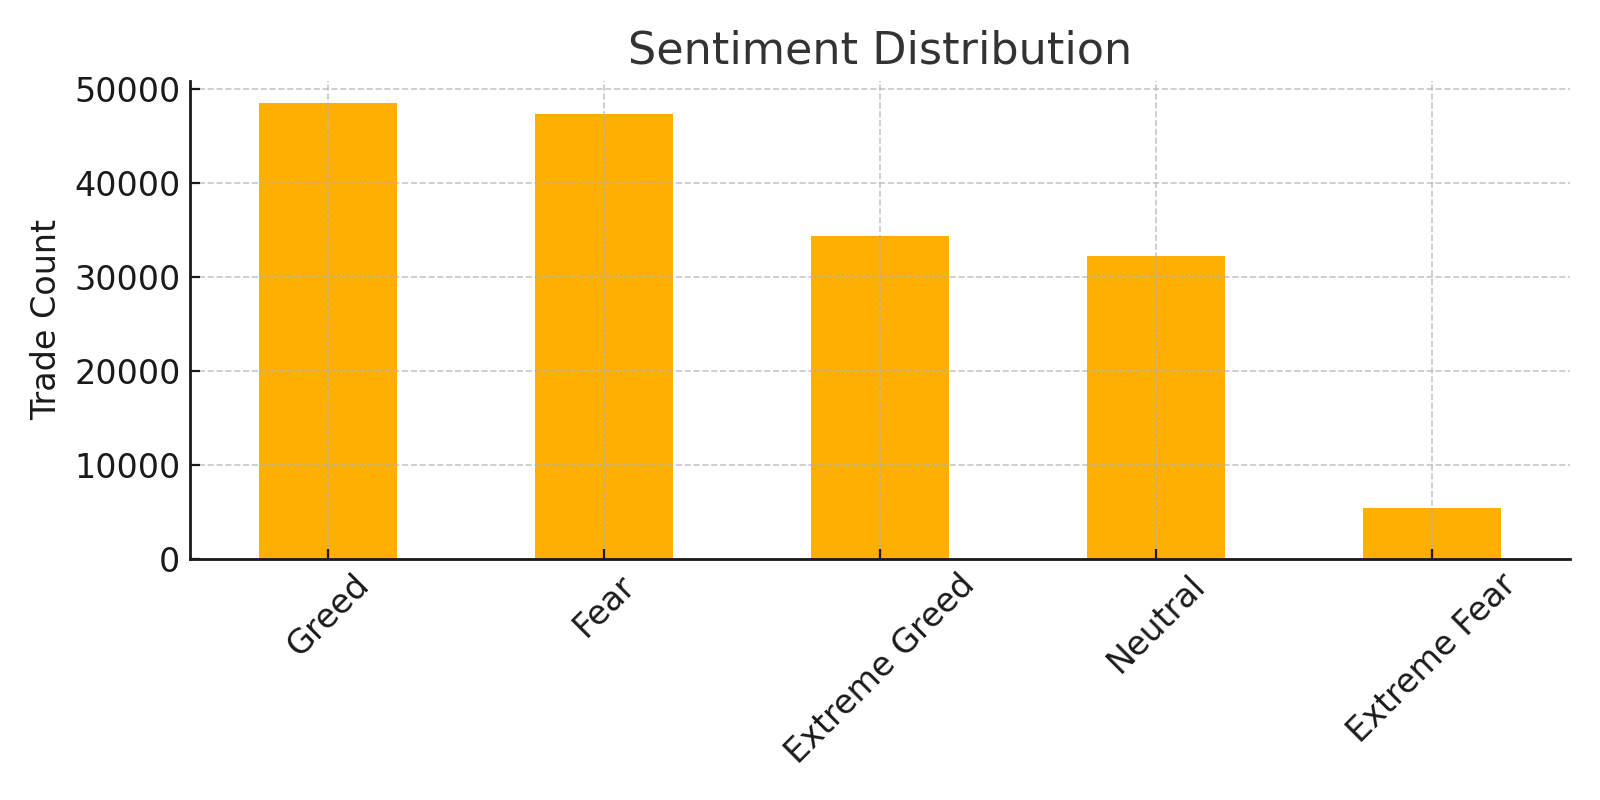 Sentiment Distribution
Trade Count
50000
40000
30000
20000
10000
0
Greed
Fear
Extreme Greed
Neutral
Extreme Fear